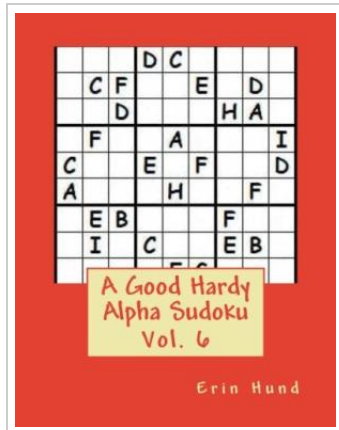 D C
C F E D
D H A
F A I
C E F D
A H F
E B F
I C E B
A Good Hardy
Alpha Sudoku
Vol. 6
Erin Hund